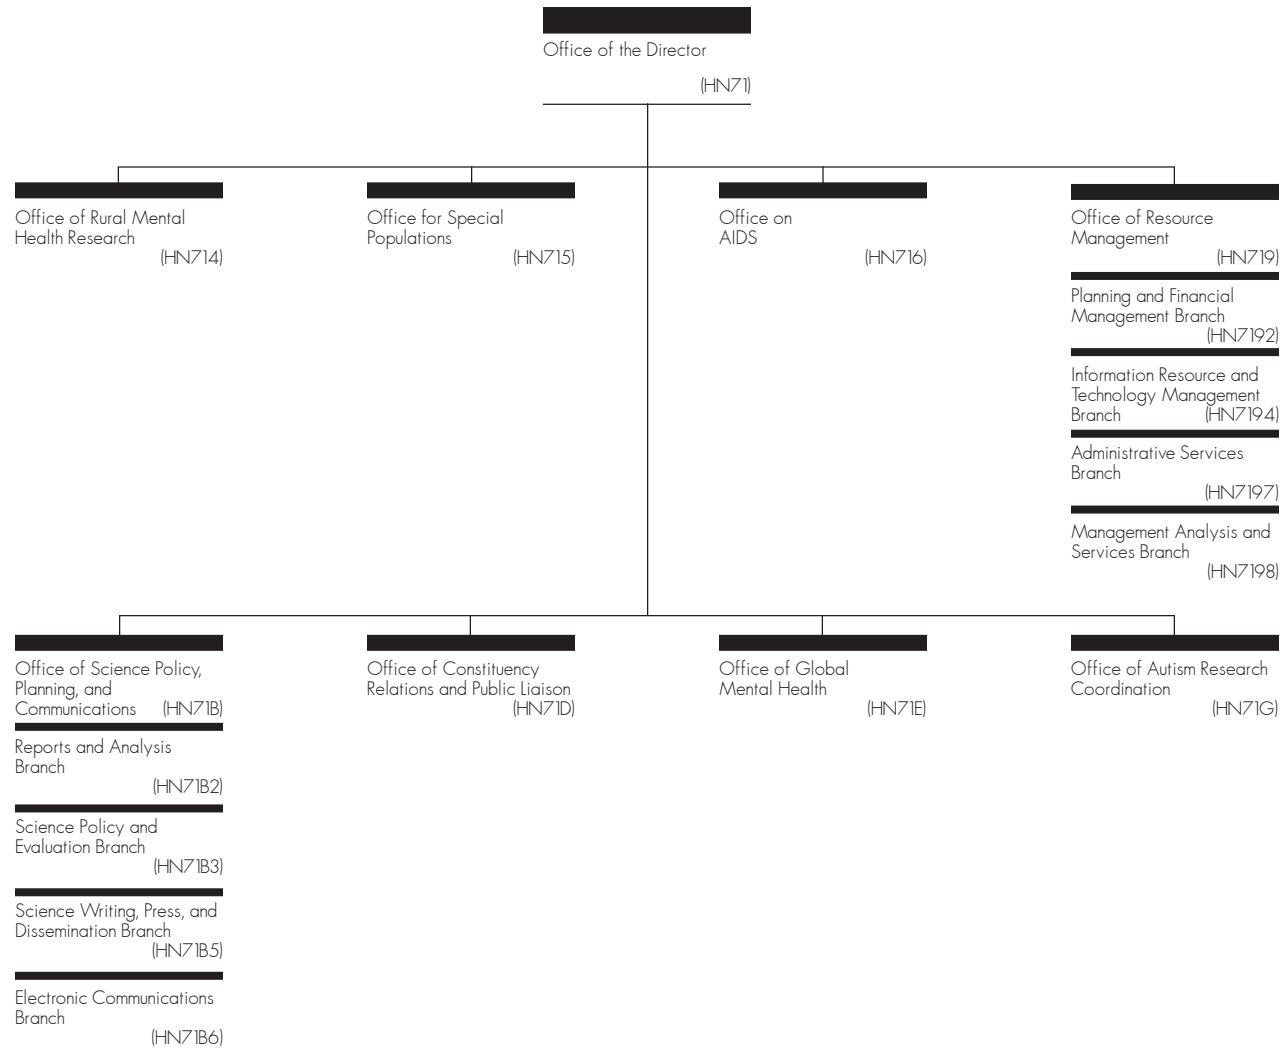 Office of the Director
(HN71)
Office of Rural Mental
Health Research
(HN714)
Office for Special
Populations
(HN715)
Office on
AIDS
(HN716)
Office of Resource
Management
(HN719)
Planning and Financial
Management Branch
(HN7192)
Information Resource and
Technology Management
Branch (HN7194)
Administrative Services
Branch
(HN7197)
Management Analysis and
Services Branch
(HN7198)
Office of Science Policy,
Planning, and
Communications (HN71B)
Reports and Analysis
Branch
(HN71B2)
Science Policy and
Evaluation Branch
(HN71B3)
Science Writing, Press, and
Dissemination Branch
(HN71B5)
Electronic Communications
Branch
(HN71B6)
Office of Constituency
Relations and Public Liaison
(HN71D)
Office of Global
Mental Health
(HN71E)
Office of Autism Research
Coordination
(HN71G)